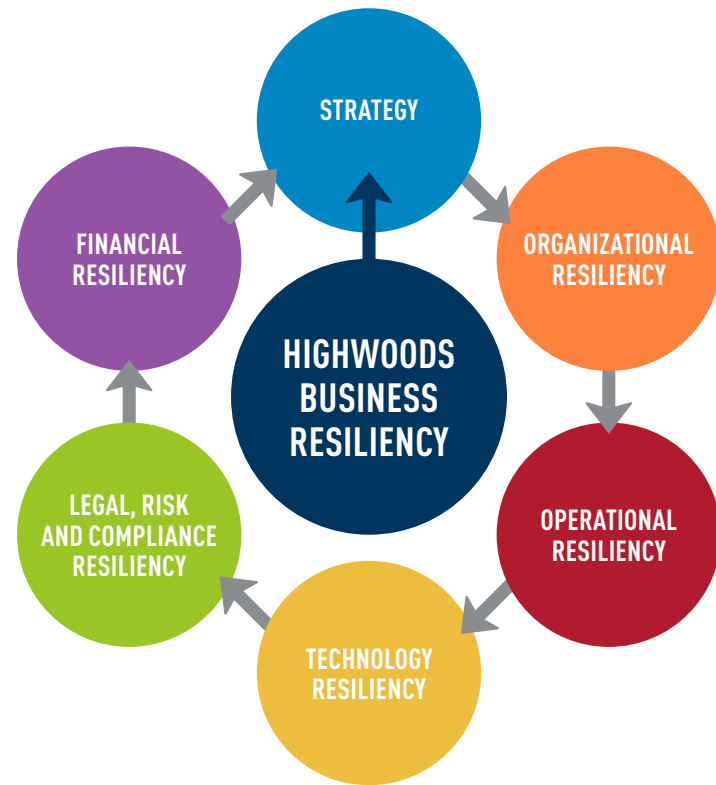 STRATEGY
ORGANIZATIONAL
RESILIENCY
OPERATIONAL
RESILIENCY
TECHNOLOGY
RESILIENCY
LEGAL, RISK
AND COMPLIANCE
RESILIENCY
FINANCIAL
RESILIENCY
HIGHWOODS
BUSINESS
RESILIENCY